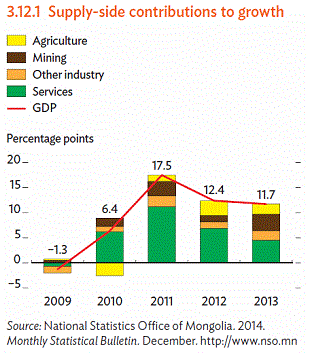 3.12.1 Supply-side contributions to growth
Agriculture
Mining
Other industry
Services
GDP
Percentage points
20
15
10
5
0
−5
−1.3
6.4
17.5
12.4
11.7
2009 2010 2011 2012 2013
Source: National Statistics Office of Mongolia. 2014.
Monthly Statistical Bulletin. December. http://www.nso.mn